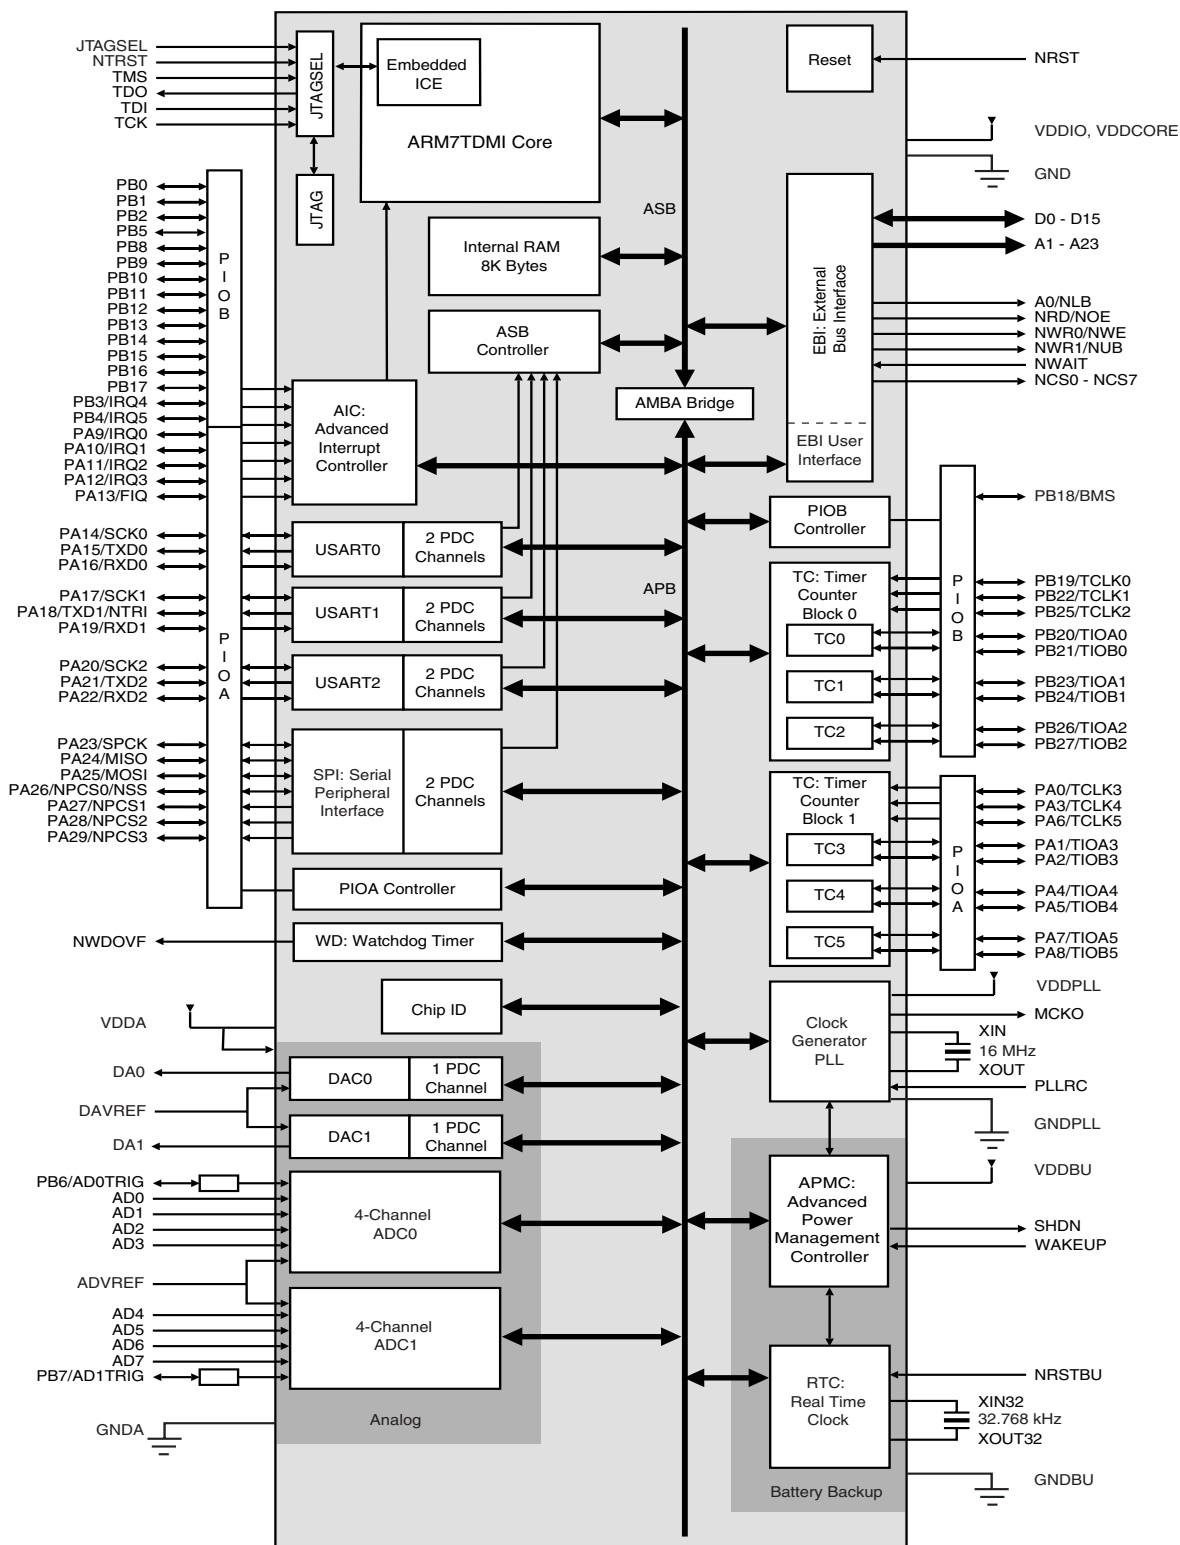 JTAGSEL
NTRST
TMS
TDO
TDI
TCK
JTAGSEL
Embedded
ICE
ARM7TDMI Core
JTAG
Reset
NRST
VDDIO, VDDCORE
GND
PB0
PB1
PB2
PB5
PB8
PB9
PB10
PB11
PB12
PB13
PB14
PB15
PB16
PB17
PB3/IRQ4
PB4/IRQ5
PA9/IRQ0
PA10/IRQ1
PA11/IRQ2
PA12/IRQ3
PA13/FIQ
PIOB
ASB
Internal RAM
8K Bytes
ASB
Controller
EBI: External
Bus Interface
EBI User
Interface
D0 - D15
A1 - A23
A0/NLB
NRD/NOE
NWR0/NWE
NWR1/NUB
NWAIT
NCS0 - NCS7
AMBA Bridge
AIC:
Advanced
Interrupt
Controller
PA14/SCK0
PA15/TXD0
PA16/RXD0
PA17/SCK1
PA18/TXD1/NTRI
PA19/RXD1
PA20/SCK2
PA21/TXD2
PA22/RXD2
PA23/SPCK
PA24/MISO
PA25/MOSI
PA26/NPCS0/NSS
PA27/NPCS1
PA28/NPCS2
PA29/NPCS3
PIOA
USART0
2 PDC
Channels
USART1
2 PDC
Channels
USART2
2 PDC
Channels
SPI: Serial
Peripheral
Interface
2 PDC
Channels
APB
PIOA Controller
NWDOVF
WD: Watchdog Timer
Chip ID
PIOB
Controller
PB18/BMS
TC: Timer
Counter
Block 0
TC0
TC1
TC2
PIOB
PB19/TCLK0
PB22/TCLK1
PB25/TCLK2
PB20/TIOA0
PB21/TIOB0
PB23/TIOA1
PB24/TIOB1
PB26/TIOA2
PB27/TIOB2
TC: Timer
Counter
Block 1
TC3
TC4
TC5
PIOA
PA0/TCLK3
PA3/TCLK4
PA6/TCLK5
PA1/TIOA3
PA2/TIOB3
PA4/TIOA4
PA5/TIOB4
PA7/TIOA5
PA8/TIOB5
VDDA
DA0
DAVREF
DA1
DAC0
1 PDC
Channel
DAC1
1 PDC
Channel
PB6/AD0TRIG
AD0
AD1
AD2
AD3
4-Channel
ADC0
ADVREF
AD4
AD5
AD6
AD7
PB7/AD1TRIG
4-Channel
ADC1
GNDA
Analog
Clock
Generator
PLL
VDDPLL
MCKO
XIN
16 MHz
XOUT
PLLRC
GNDPLL
VDDBU
APMC:
Advanced
Power
Management
Controller
SHDN
WAKEUP
RTC:
Real Time
Clock
NRSTBU
XIN32
32.768 kHz
XOUT32
GNDBU
Battery Backup